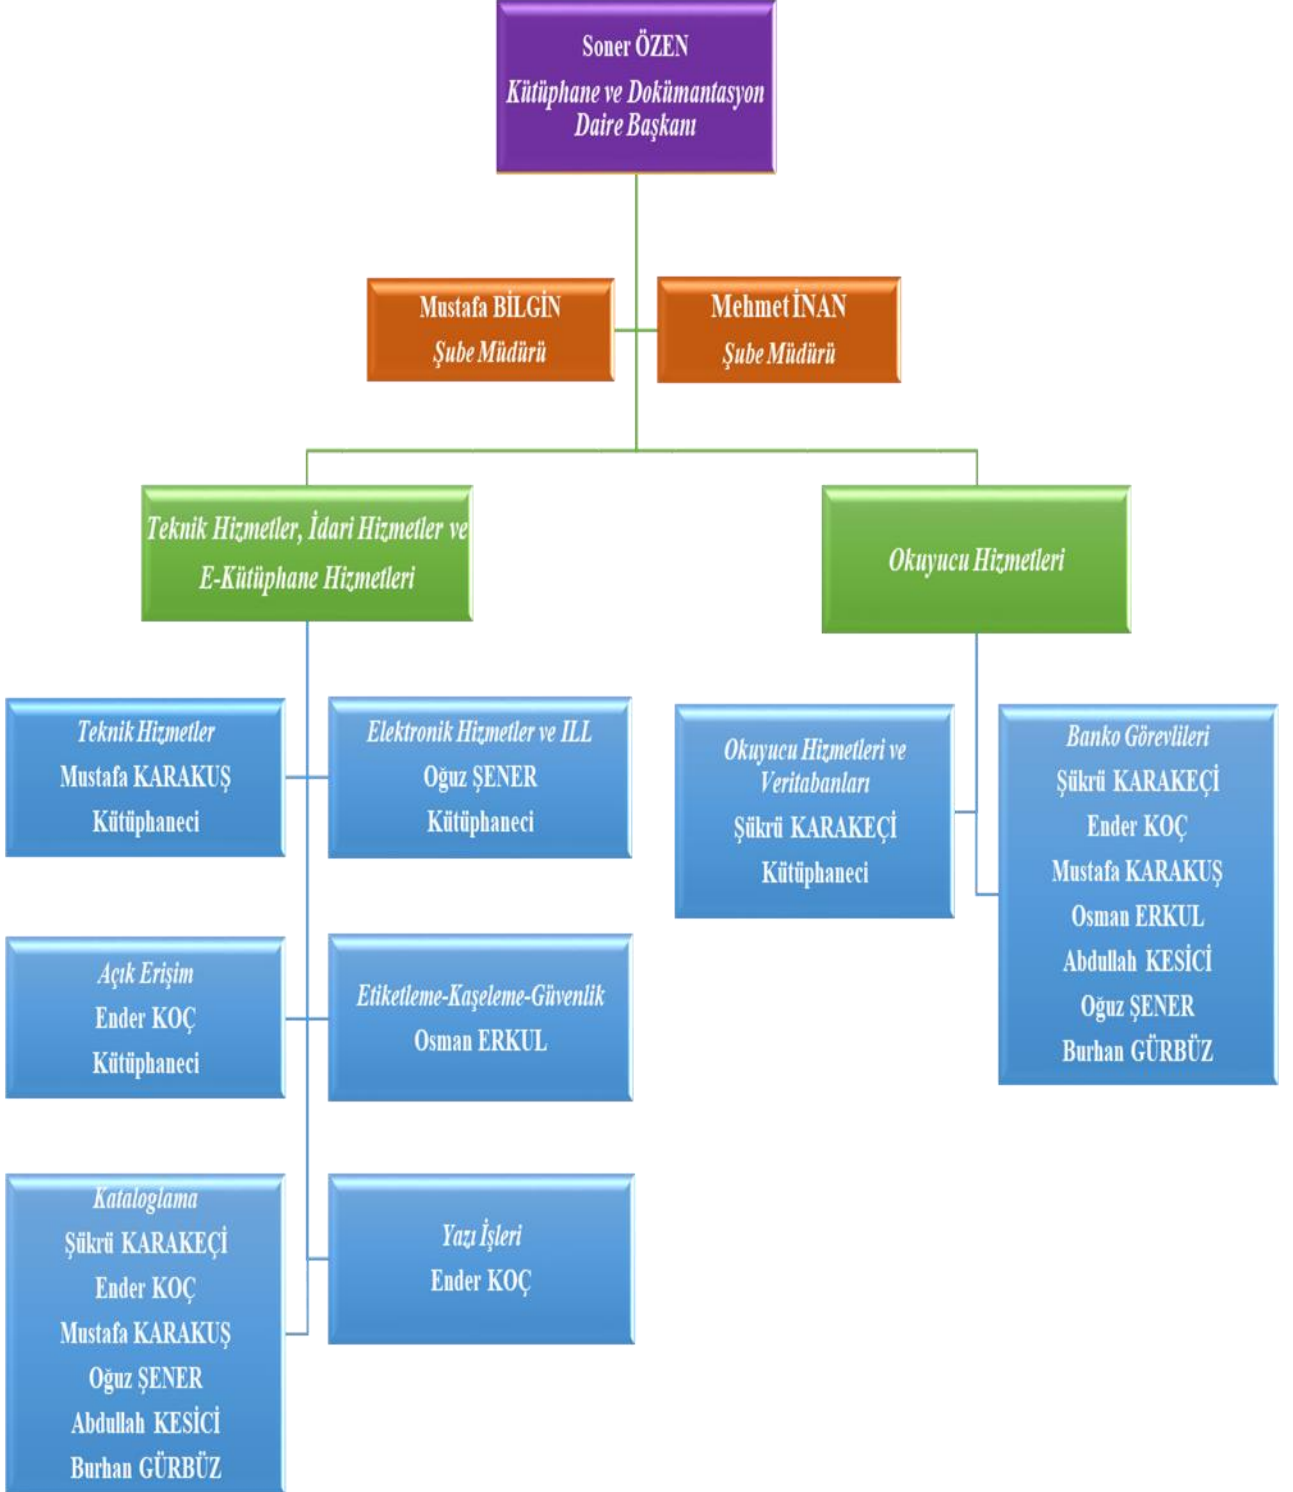 Soner ÖZEN
Kütüphane ve Dokümantasyon
Daire Başkanı
Mustafa BİLGİN
Şube Müdürü
Mehmet İNAN
Şube Müdürü
Teknik Hizmetler, İdari Hizmetler ve
E-Kütüphane Hizmetleri
Okuyucu Hizmetleri
Teknik Hizmetler
Mustafa KARAKUŞ
Kütüphaneci
Elektronik Hizmetler ve ILL
Oğuz ŞENER
Kütüphaneci
Okuyucu Hizmetleri ve
Veritabanları
Şükrü KARAKEÇİ
Kütüphaneci
Banko Görevlileri
Şükrü KARAKEÇİ
Ender KOÇ
Mustafa KARAKUŞ
Osman ERKUL
Abdullah KESİCİ
Oğuz ŞENER
Burhan GÜRBÜZ
Açık Erişim
Ender KOÇ
Kütüphaneci
Etiketleme-Kaşeleme-Güvenlik
Osman ERKUL
Kataloglama
Şükrü KARAKEÇİ
Ender KOÇ
Mustafa KARAKUŞ
Oğuz ŞENER
Abdullah KESİCİ
Burhan GÜRBÜZ
Yazı İşleri
Ender KOÇ